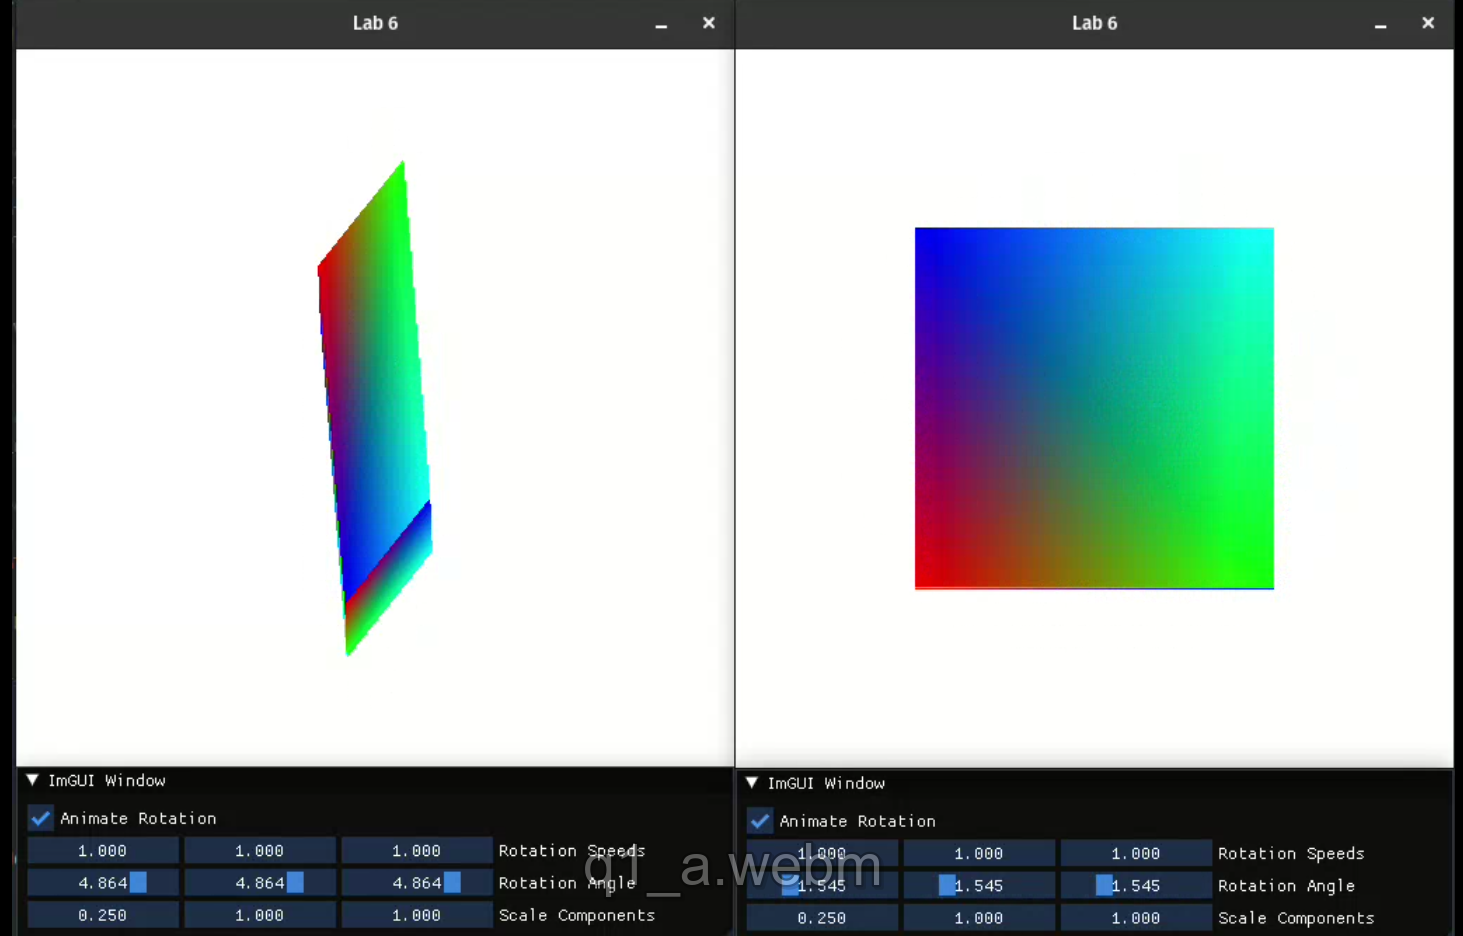 Lab 6
ImGUI Window
Animate Rotation
1.000 1.000 1.000 Rotation Speeds
4.864 4.864 4.864 Rotation Angle
0.250 1.000 1.000 Scale Components
Lab 6
ImGUI Window
Animate Rotation
1.000 1.000 1.000 Rotation Speeds
1.545 1.545 1.545 Rotation Angle
0.250 1.000 1.000 Scale Components
q1_a.webm